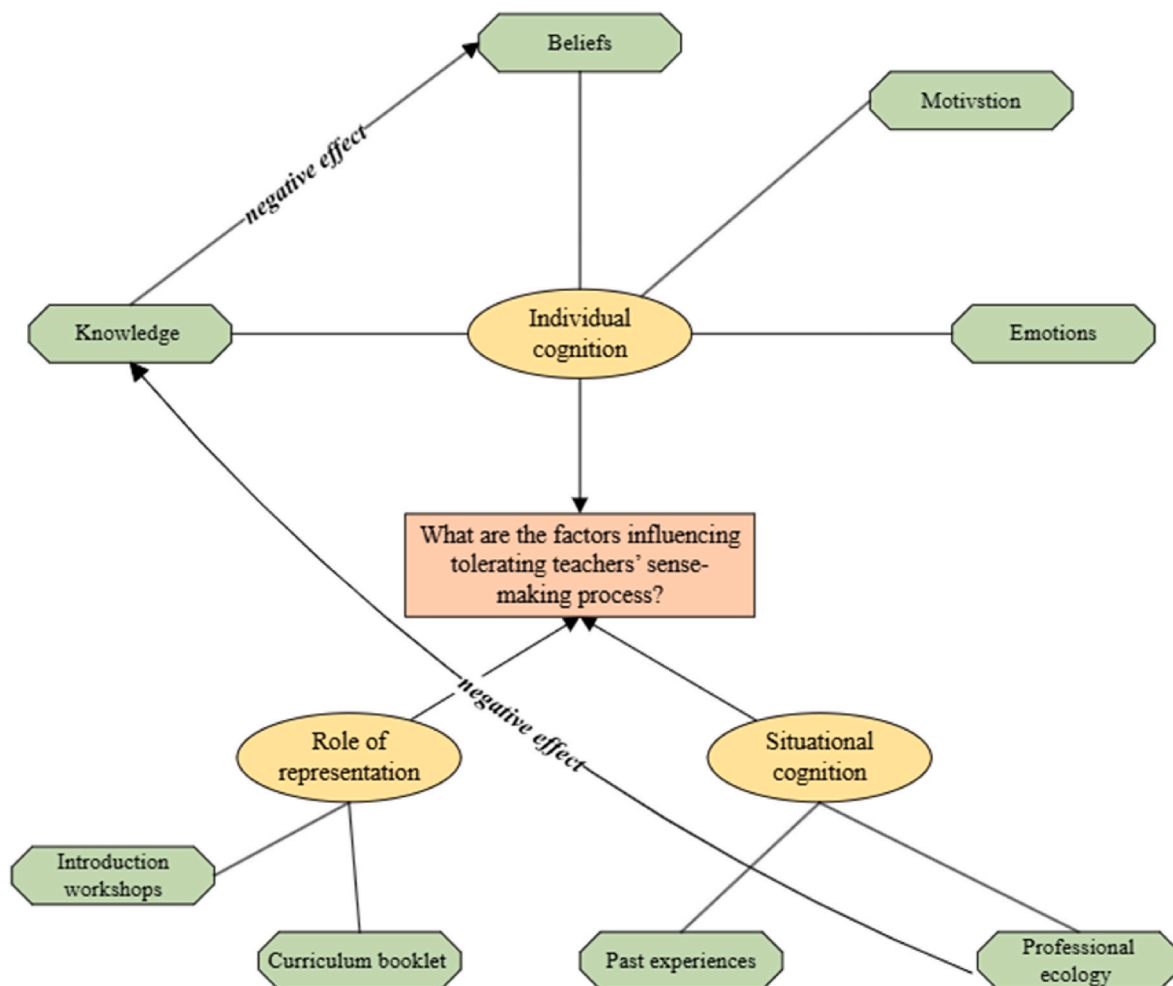 Beliefs
Motivstion
negative effect
Knowledge
Individual
cognition
Emotions
What are the factors influencing
tolerating teachers’ sense-
making process?
negative effect
Role of
representation
Situational
cognition
Introduction
workshops
Curriculum booklet
Past experiences
Professional
ecology